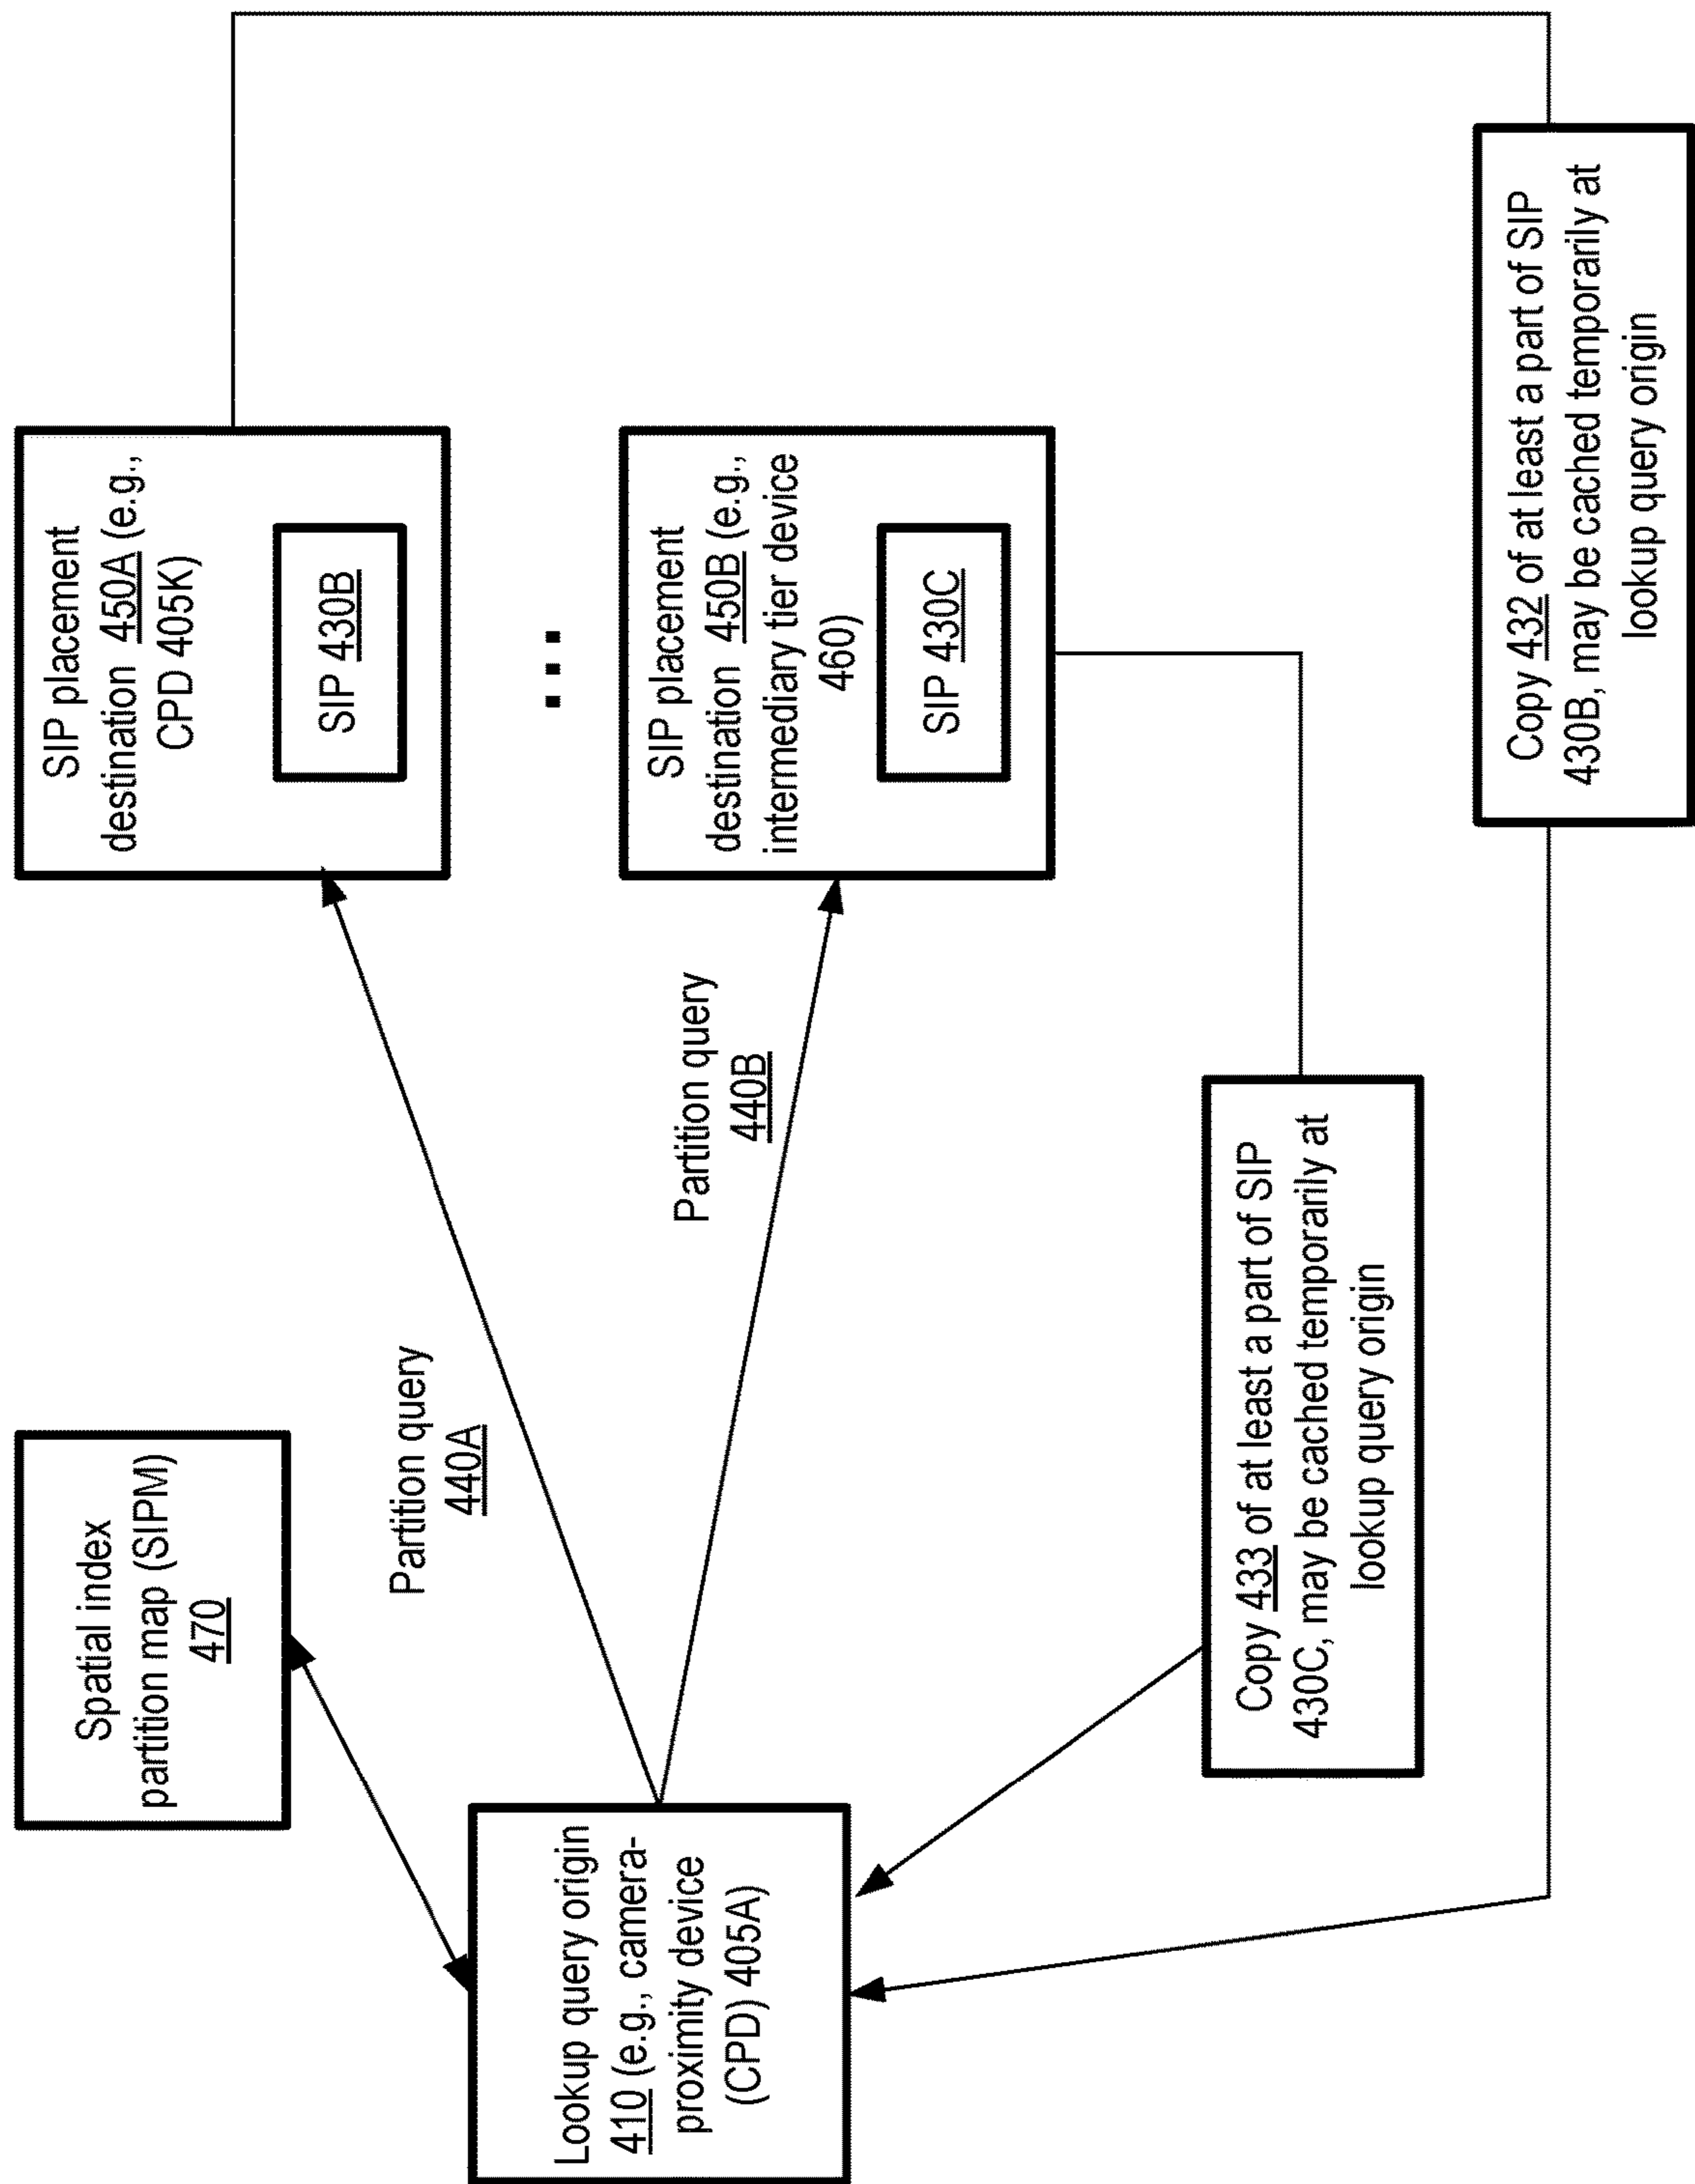 Spatial index
partition map (SIPM)
470
Lookup query origin
410 (e.g., camera-
proximity device
(CPD) 405A)
Partition query
440A
Partition query
440B
SIP placement
destination 450A (e.g.,
CPD 405K)
SIP 430B
...
SIP placement
destination 450B (e.g.,
intermediary tier device
460)
SIP 430C
Copy 433 of at least a part of SIP
430C, may be cached temporarily at
lookup query origin
Copy 432 of at least a part of SIP
430B, may be cached temporarily at
lookup query origin